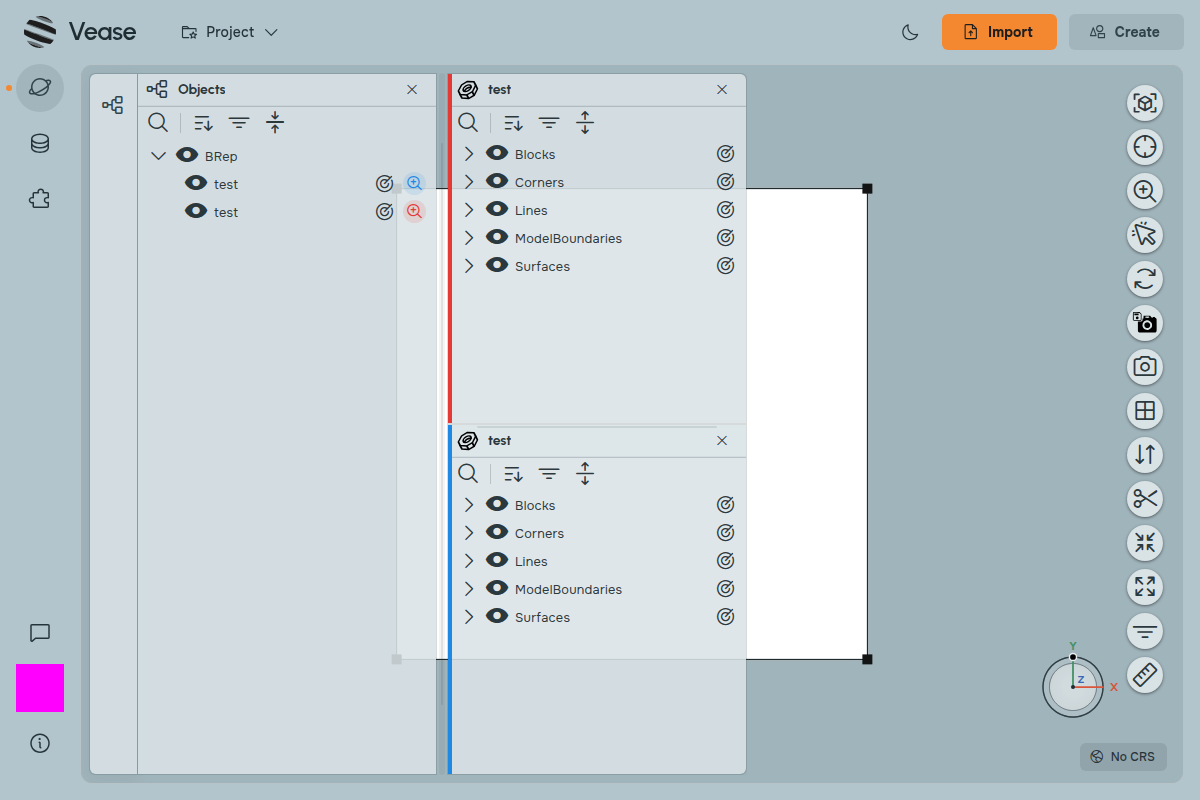 Vease
Project
Import
Create
Objects
BRep
test
test
test
Blocks
Corners
Lines
ModelBoundaries
Surfaces
test
Blocks
Corners
Lines
ModelBoundaries
Surfaces
Y
Z
X
No CRS